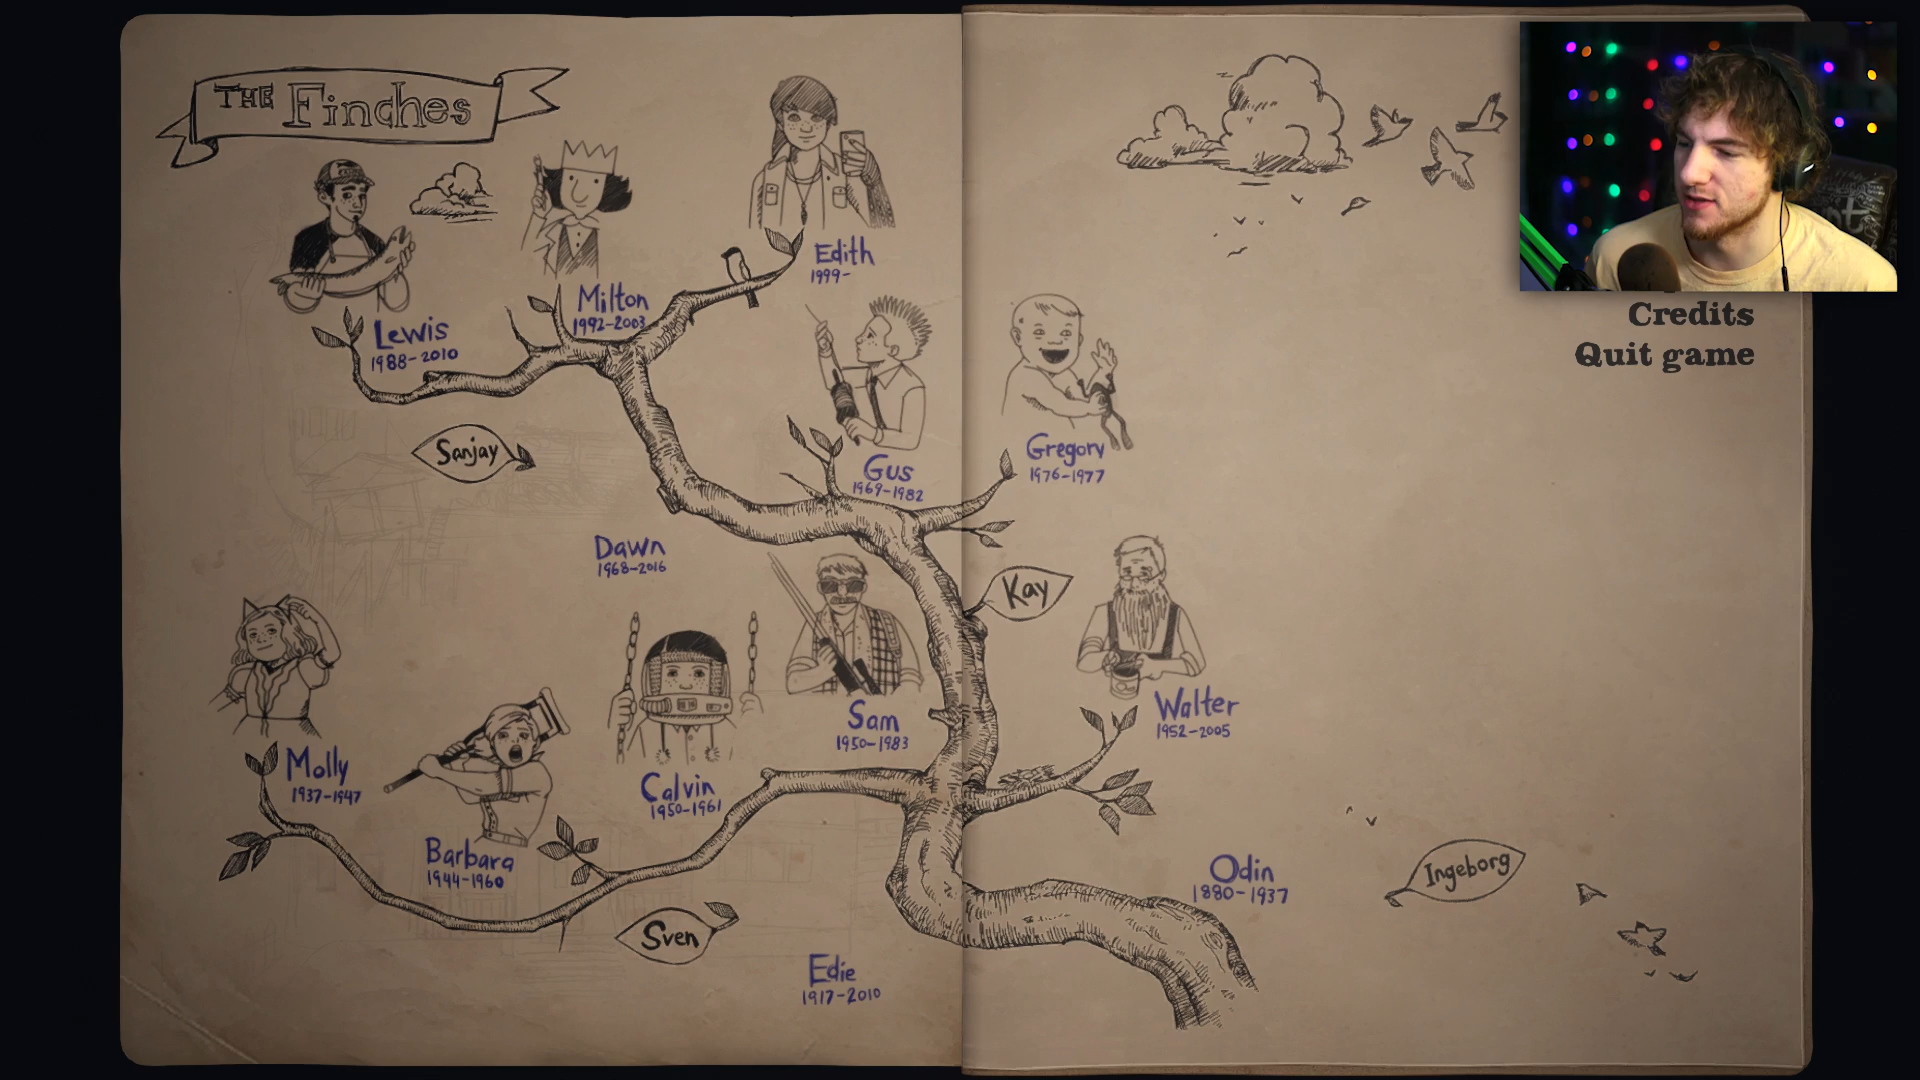 THE Finches
Edith
1999-
Milton
1992-2003
Lewis
1988-2010
Credits
Quit game
Sanjay
Gus
1969-1982
Gregory
1976-1977
Dawn
1968-2016
Kay
Sam
1950-1983
Walter
1952-2005
Molly
1937-1947
Calvin
1950-1961
Barbara
1944-1960
Odin
1880-1937
Ingeborg
Sven
Edie
1917-2010